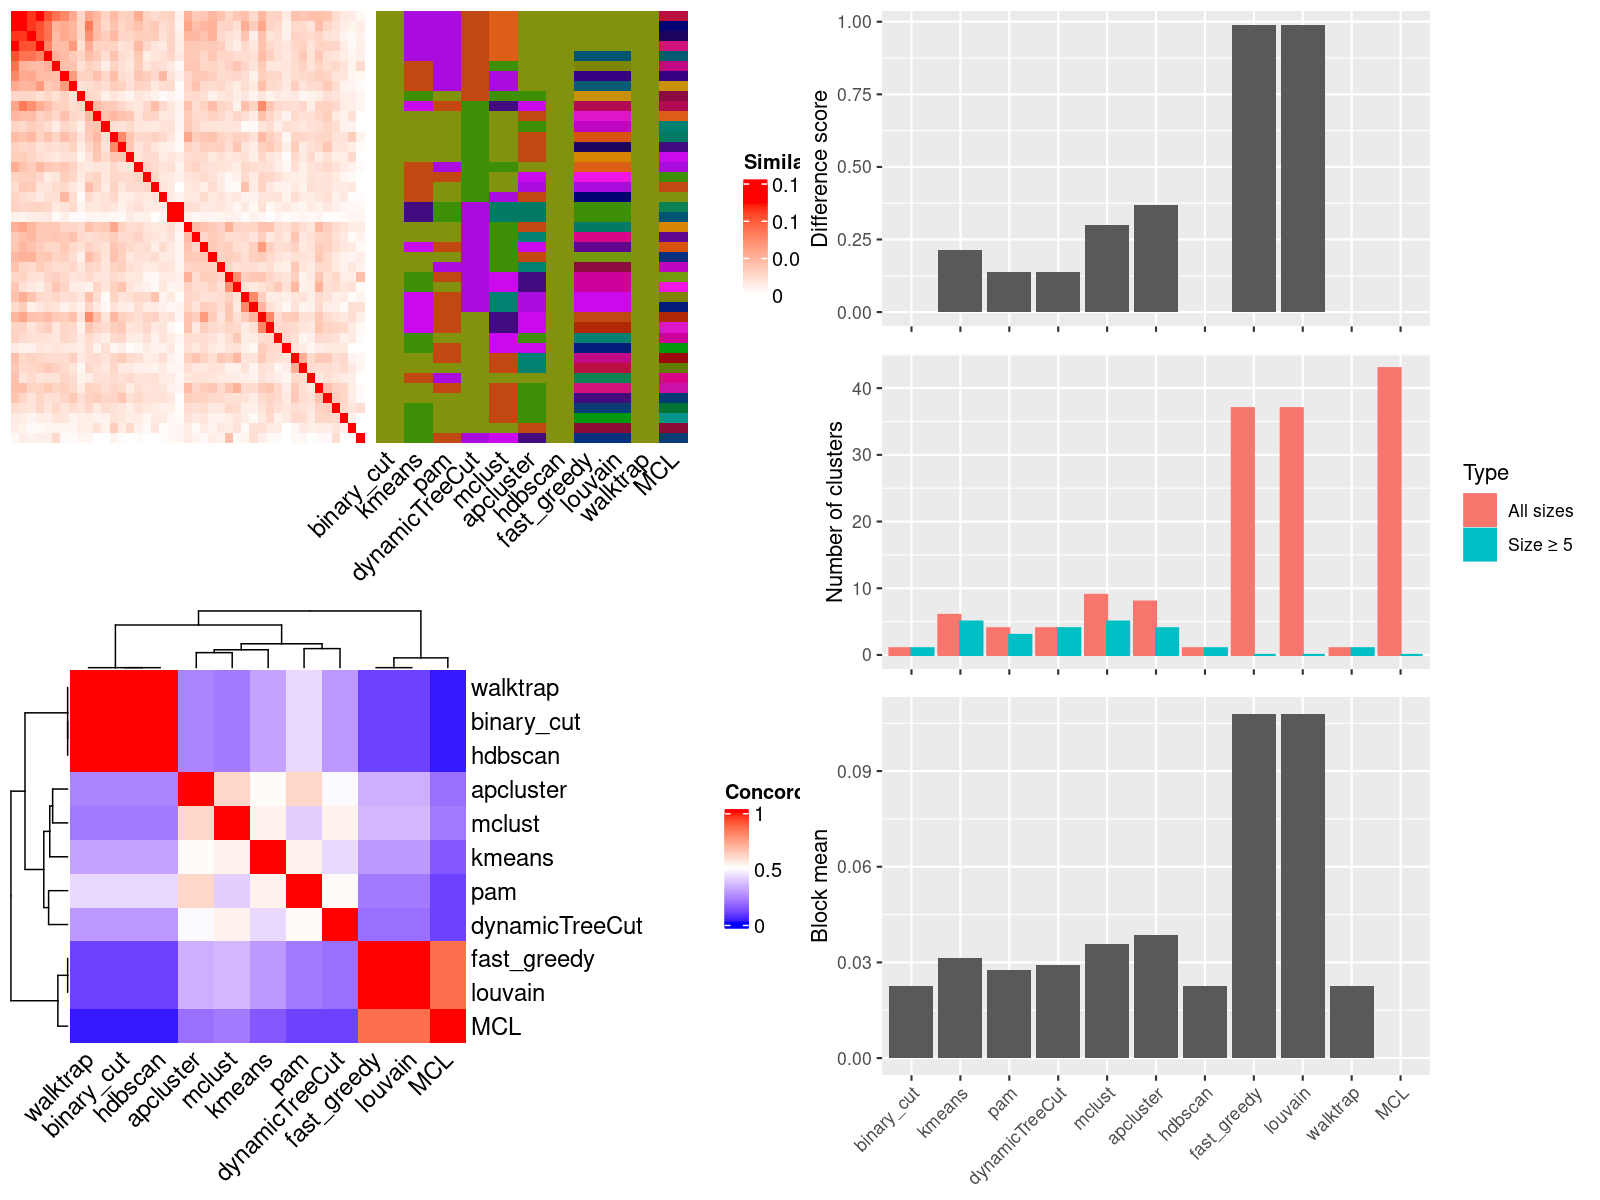 Simila
0.1
0.1
0.0
0
binary_cut
kmeans
pam
dynamicTreeCut
mclust
apcluster
hdbscan
fast_greedy
louvain
walktrap
MCL
walktrap
binary_cut
hdbscan
apcluster
mclust
kmeans
pam
dynamicTreeCut
fast_greedy
louvain
MCL
Concord
1
0.5
0
walktrap
binary_cut
hdbscan
apcluster
mclust
kmeans
pam
dynamicTreeCut
fast_greedy
louvain
MCL
Difference score
1.00
0.75
0.50
0.25
0.00
Number of clusters
40
30
20
10
0
Type
All sizes
Size ≥ 5
Block mean
0.09
0.06
0.03
0.00
binary_cut
kmeans
pam
dynamicTreeCut
mclust
apcluster
hdbscan
fast_greedy
louvain
walktrap
MCL